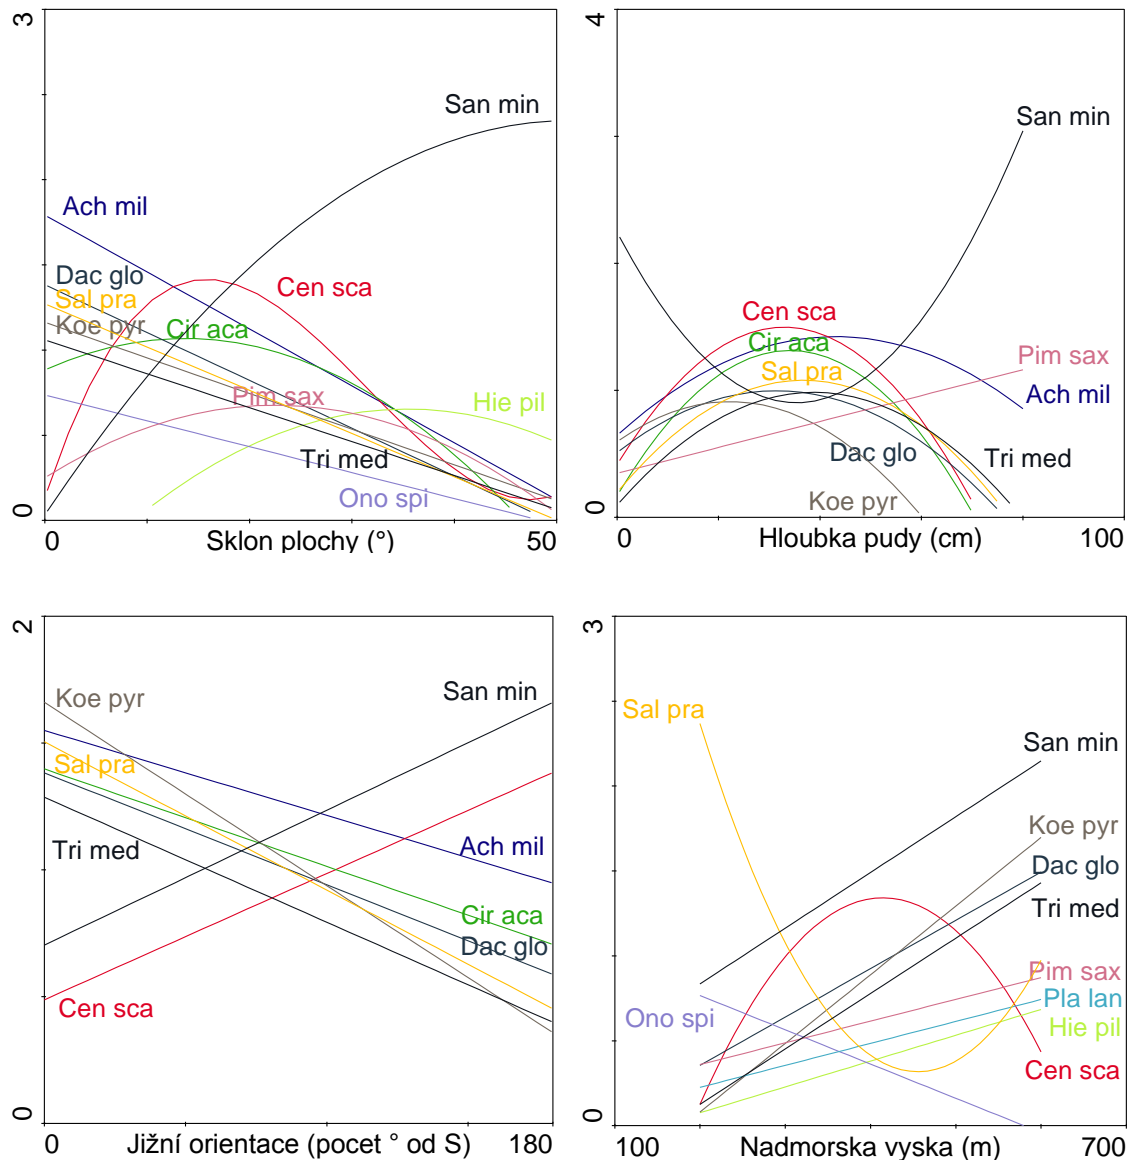 3
San min
Ach mil
Dac glo
Sal pra
Koe pyr
Cir aca
Cen sca
Pim sax
Hie pil
Tri med
Ono spi
0
0
Sklon plochy (°)
50
4
San min
Cen sca
Cir aca
Sal pra
Pim sax
Ach mil
Dac glo
Tri med
Koe pyr
0
0
Hloubka pudy (cm)
100
2
Koe pyr
San min
Sal pra
Tri med
Ach mil
Cir aca
Dac glo
Cen sca
0
0
Jižní orientace (pocet ° od S)
180
3
Sal pra
San min
Koe pyr
Dac glo
Tri med
Pim sax
Pla lan
Ono spi
Hie pil
Cen sca
0
100
Nadmorska vyska (m)
700